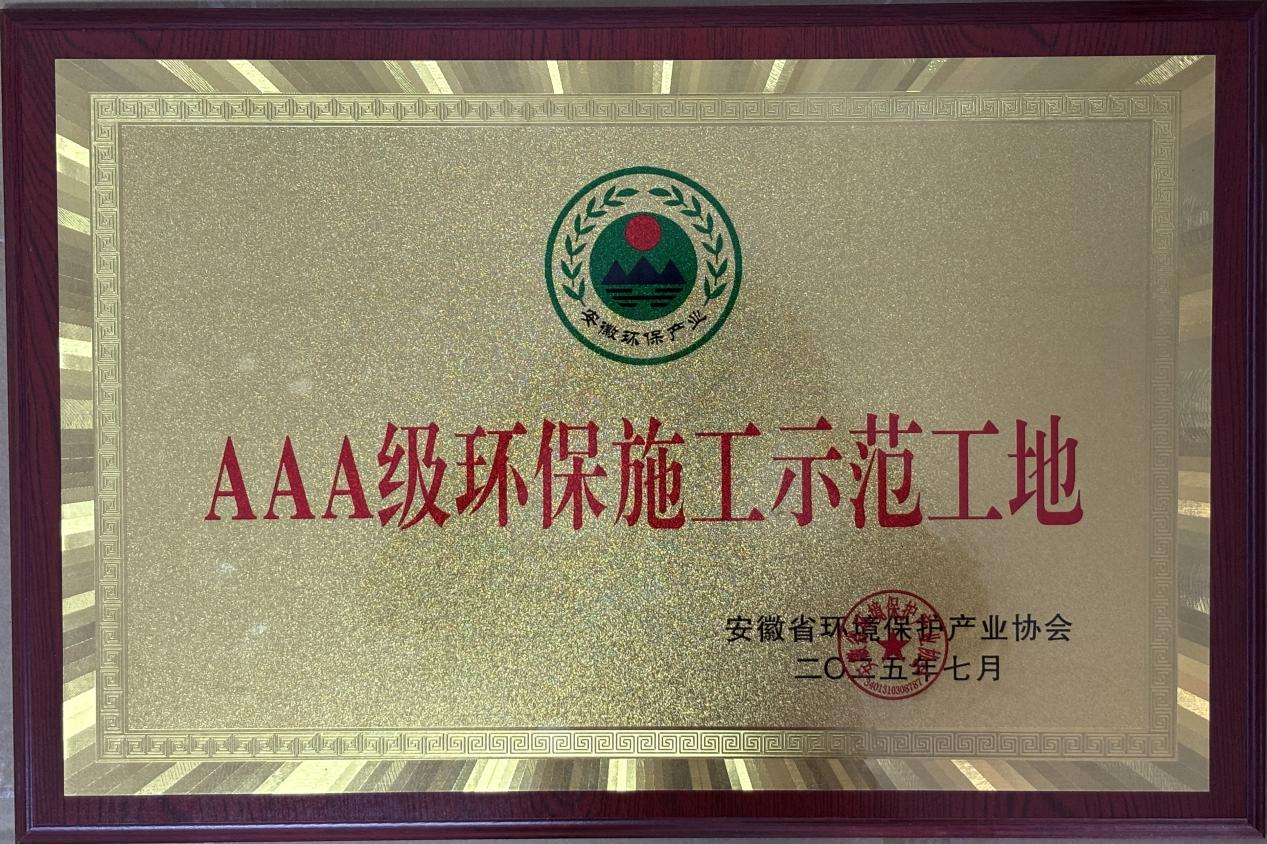 安徽环保产业
AAA级环保施工示范工地
安徽省环境保护产业协会
二〇二五年七月
3401310308787